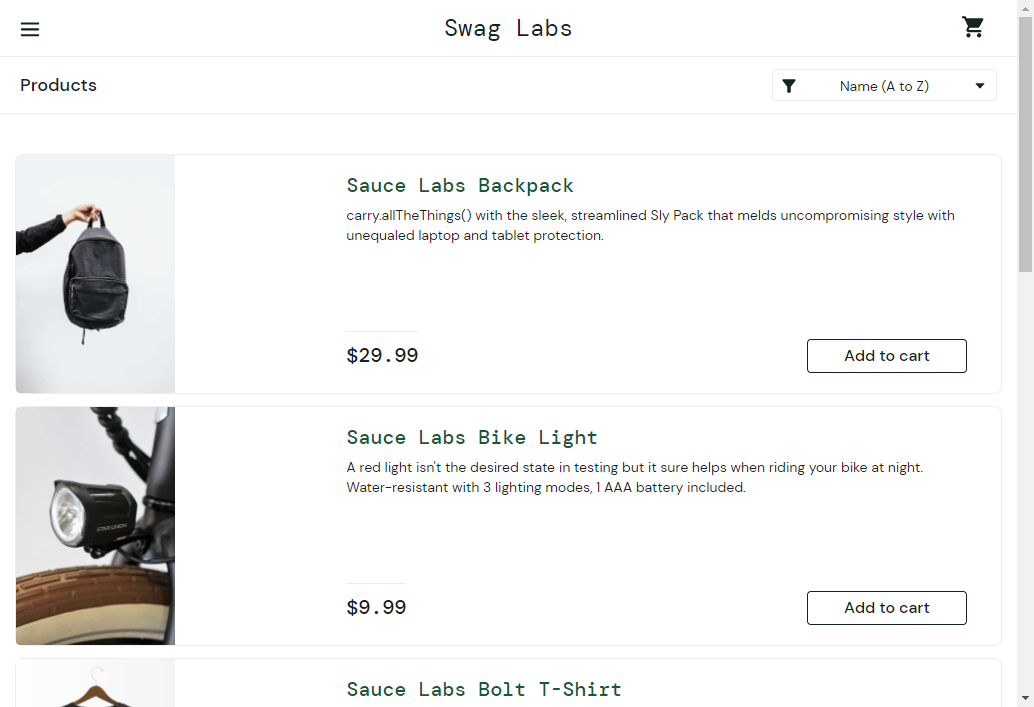 Swag Labs
Products
Name (A to Z)
Sauce Labs Backpack
carry.allTheThings() with the sleek, streamlined Sly Pack that melds uncompromising style with
unequaled laptop and tablet protection.
$29.99
Add to cart
Sauce Labs Bike Light
A red light isn't the desired state in testing but it sure helps when riding your bike at night.
Water-resistant with 3 lighting modes, 1 AAA battery included.
$9.99
Add to cart
Sauce Labs Bolt T-Shirt